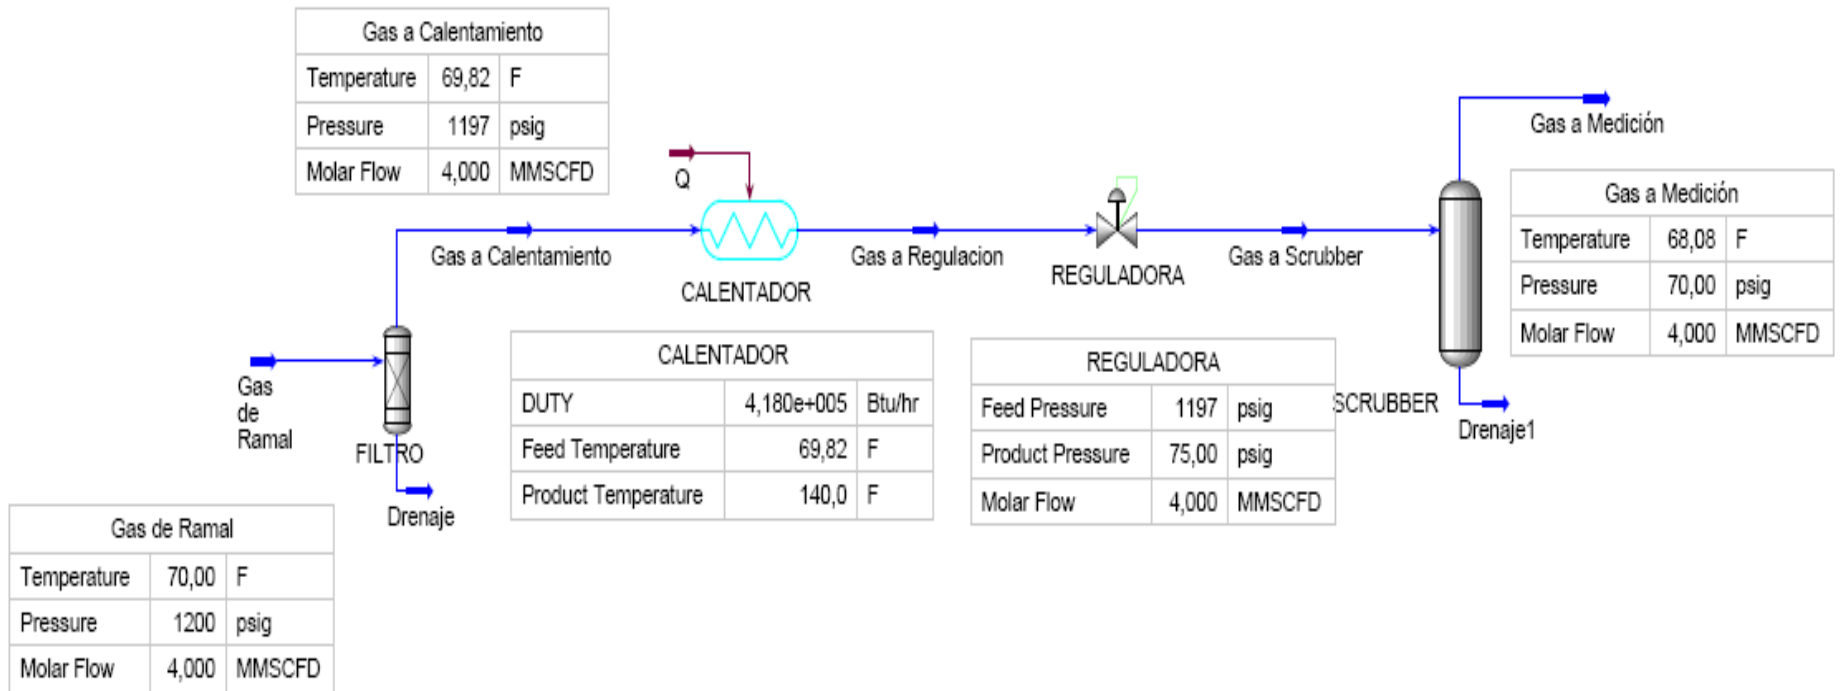 Gas a Calentamiento
Temperature 69,82 F
Pressure 1197 psig
Molar Flow 4,000 MMSCFD
Q
Gas a Calentamiento
CALENTADOR
Gas a Regulacion
REGULADORA
Gas a Scrubber
Gas a Medición
Gas a Medición
Temperature 68,08 F
Pressure 70,00 psig
Molar Flow 4,000 MMSCFD
Gas
de
Ramal
FILTRO
Drenaje
CALENTADOR
DUTY 4,180e+005 Btu/hr
Feed Temperature 69,82 F
Product Temperature 140,0 F
REGULADORA
Feed Pressure 1197 psig
Product Pressure 75,00 psig
Molar Flow 4,000 MMSCFD
SCRUBBER
Drenaje1
Gas de Ramal
Temperature 70,00 F
Pressure 1200 psig
Molar Flow 4,000 MMSCFD